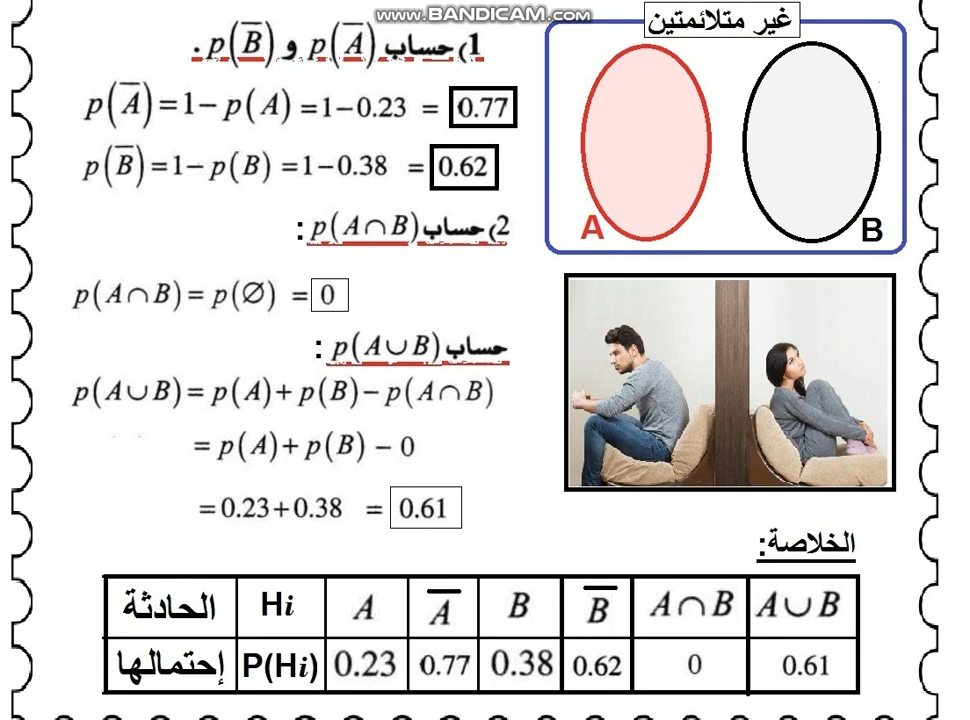 www.BANDICAM.com
غير متلائمتين
1) حساب p(A̅) و p(B̅) .
p(A̅) = 1 − p(A) = 1 − 0.23 = 0.77
p(B̅) = 1 − p(B) = 1 − 0.38 = 0.62
A B
2) حساب p(A∩B) :
p(A∩B) = p(∅) = 0
حساب p(A∪B) :
p(A∪B) = p(A) + p(B) − p(A∩B)
= p(A) + p(B) − 0
= 0.23 + 0.38 = 0.61
الخلاصة:
الحادثة Hi A A̅ B B̅ A∩B A∪B
إحتمالها P(Hi) 0.23 0.77 0.38 0.62 0 0.61